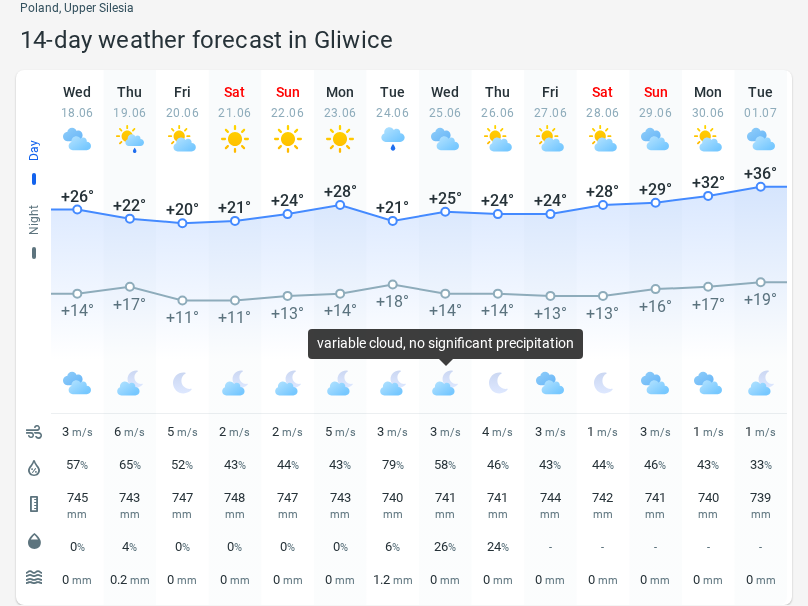 Poland, Upper Silesia
14-day weather forecast in Gliwice
Wed Thu Fri Sat Sun Mon Tue Wed Thu Fri Sat Sun Mon Tue
18.06 19.06 20.06 21.06 22.06 23.06 24.06 25.06 26.06 27.06 28.06 29.06 30.06 01.07
Day
+26° +22° +20° +21° +24° +28° +21° +25° +24° +24° +28° +29° +32° +36°
Night
+14° +17° +11° +11° +13° +14° +18° +14° +14° +13° +13° +16° +17° +19°
variable cloud, no significant precipitation
3 m/s 6 m/s 5 m/s 2 m/s 2 m/s 5 m/s 3 m/s 3 m/s 4 m/s 3 m/s 1 m/s 3 m/s 1 m/s 1 m/s
57% 65% 52% 43% 44% 43% 79% 58% 46% 43% 44% 46% 43% 33%
745 743 747 748 747 743 740 741 741 744 742 741 740 739
mm mm mm mm mm mm mm mm mm mm mm mm mm mm
0% 4% 0% 0% 0% 0% 6% 26% 24% - - - - -
0 mm 0.2 mm 0 mm 0 mm 0 mm 0 mm 1.2 mm 0 mm 0 mm 0 mm 0 mm 0 mm 0 mm 0 mm